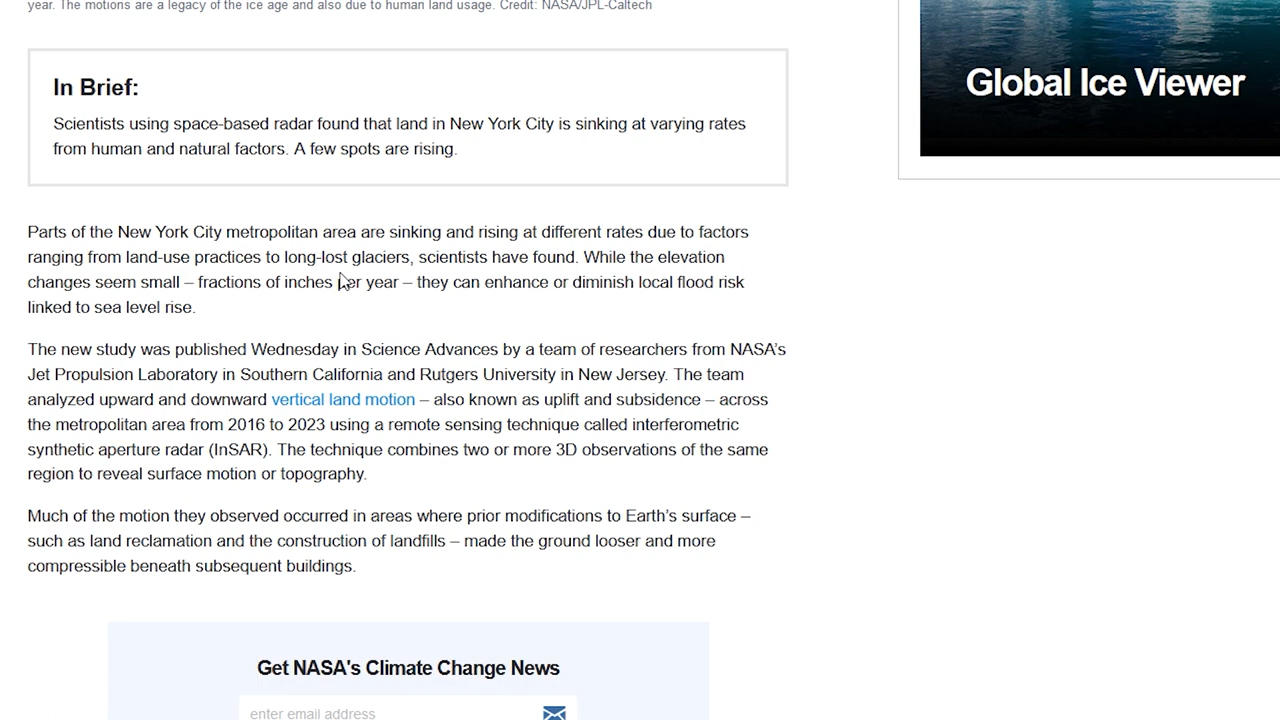 year. The motions are a legacy of the ice age and also due to human land usage. Credit: NASA/JPL-Caltech
In Brief:
Scientists using space-based radar found that land in New York City is sinking at varying rates
from human and natural factors. A few spots are rising.
Global Ice Viewer
Parts of the New York City metropolitan area are sinking and rising at different rates due to factors
ranging from land-use practices to long-lost glaciers, scientists have found. While the elevation
changes seem small – fractions of inches per year – they can enhance or diminish local flood risk
linked to sea level rise.
The new study was published Wednesday in Science Advances by a team of researchers from NASA’s
Jet Propulsion Laboratory in Southern California and Rutgers University in New Jersey. The team
analyzed upward and downward vertical land motion – also known as uplift and subsidence – across
the metropolitan area from 2016 to 2023 using a remote sensing technique called interferometric
synthetic aperture radar (InSAR). The technique combines two or more 3D observations of the same
region to reveal surface motion or topography.
Much of the motion they observed occurred in areas where prior modifications to Earth’s surface –
such as land reclamation and the construction of landfills – made the ground looser and more
compressible beneath subsequent buildings.
Get NASA's Climate Change News
enter email address